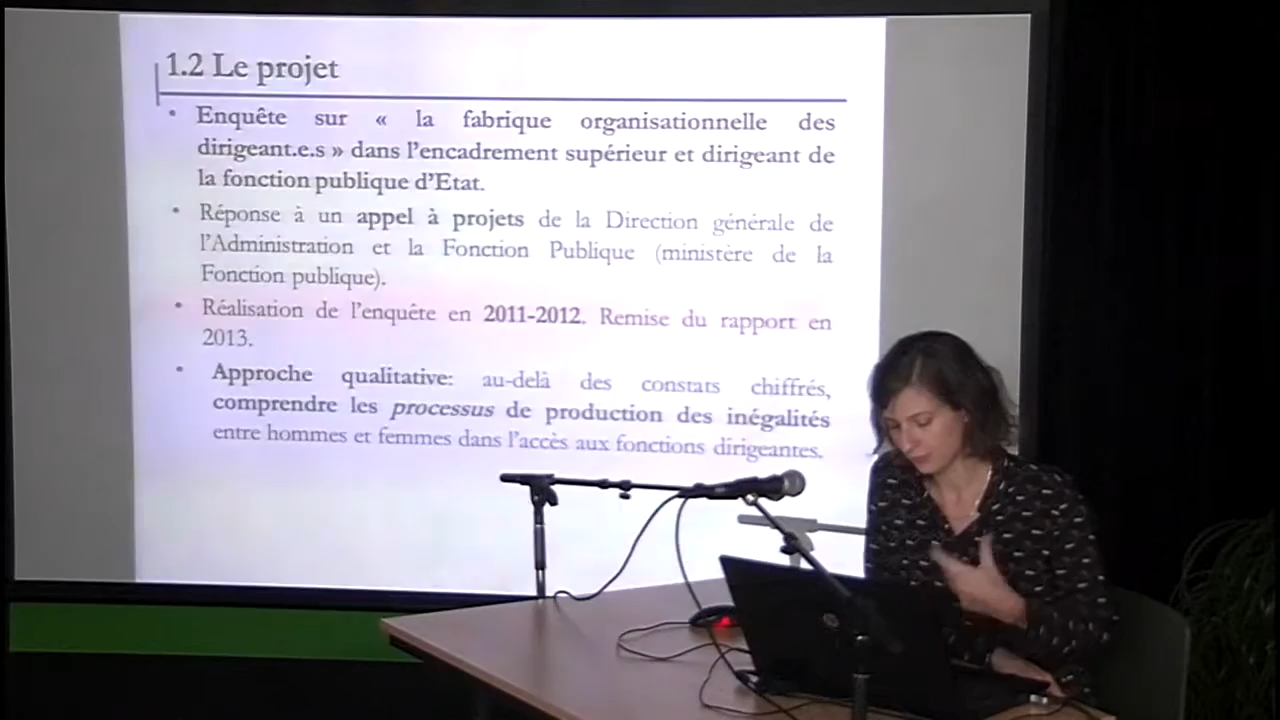 1.2 Le projet
• Enquête sur « la fabrique organisationnelle des
dirigeant.e.s » dans l'encadrement supérieur et dirigeant de
la fonction publique d'Etat.
• Réponse à un appel à projets de la Direction générale de
l'Administration et la Fonction Publique (ministère de la
Fonction publique).
• Réalisation de l'enquête en 2011-2012. Remise du rapport en
2013.
• Approche qualitative: au-delà des constats chiffrés,
comprendre les processus de production des inégalités
entre hommes et femmes dans l'accès aux fonctions dirigeantes.